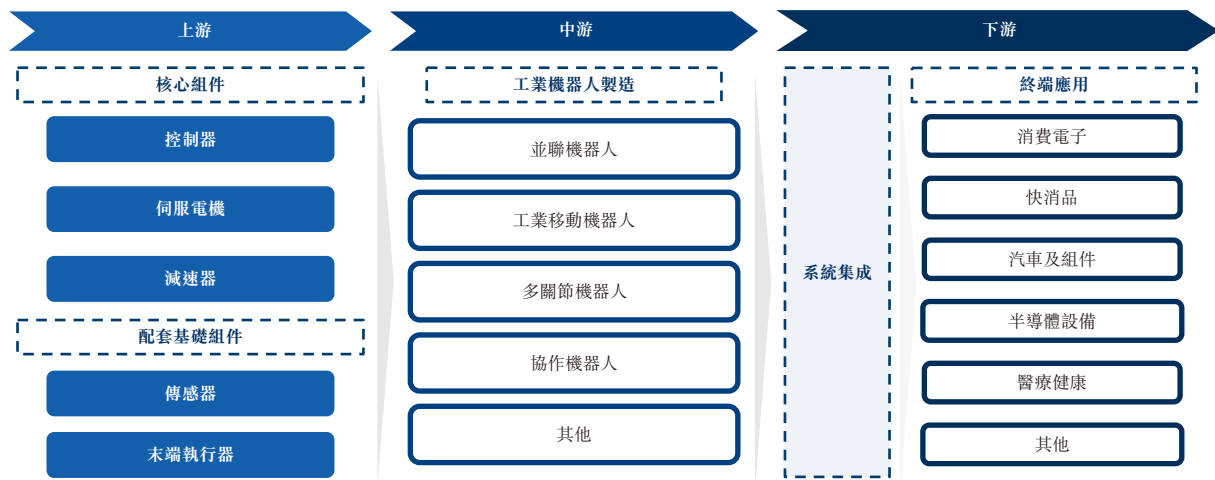 上游
核心組件
控制器
伺服電機
減速器
配套基礎組件
傳感器
末端執行器
中游
工業機器人製造
並聯機器人
工業移動機器人
多關節機器人
協作機器人
其他
下游
系統集成
終端應用
消費電子
快消品
汽車及組件
半導體設備
醫療健康
其他